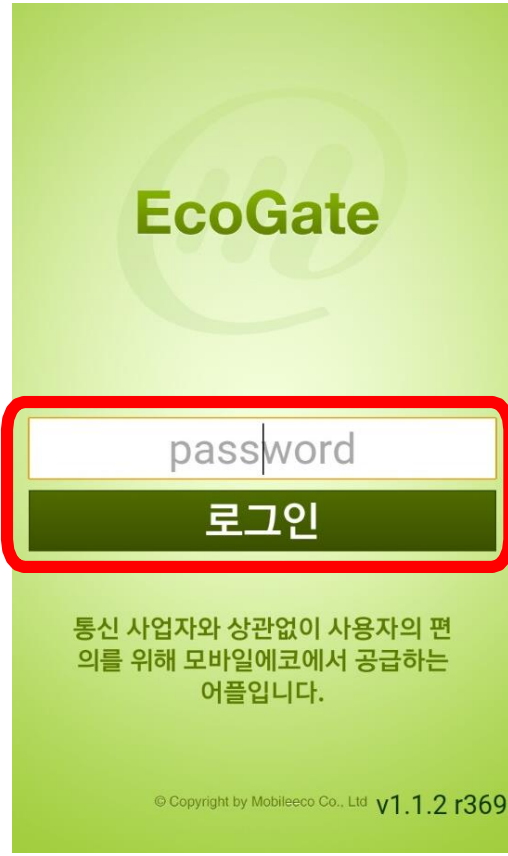 EcoGate
password
로그인
통신 사업자와 상관없이 사용자의 편
의를 위해 모바일에코에서 공급하는
어플입니다.
© Copyright by Mobileeco Co., Ltd v1.1.2 r369